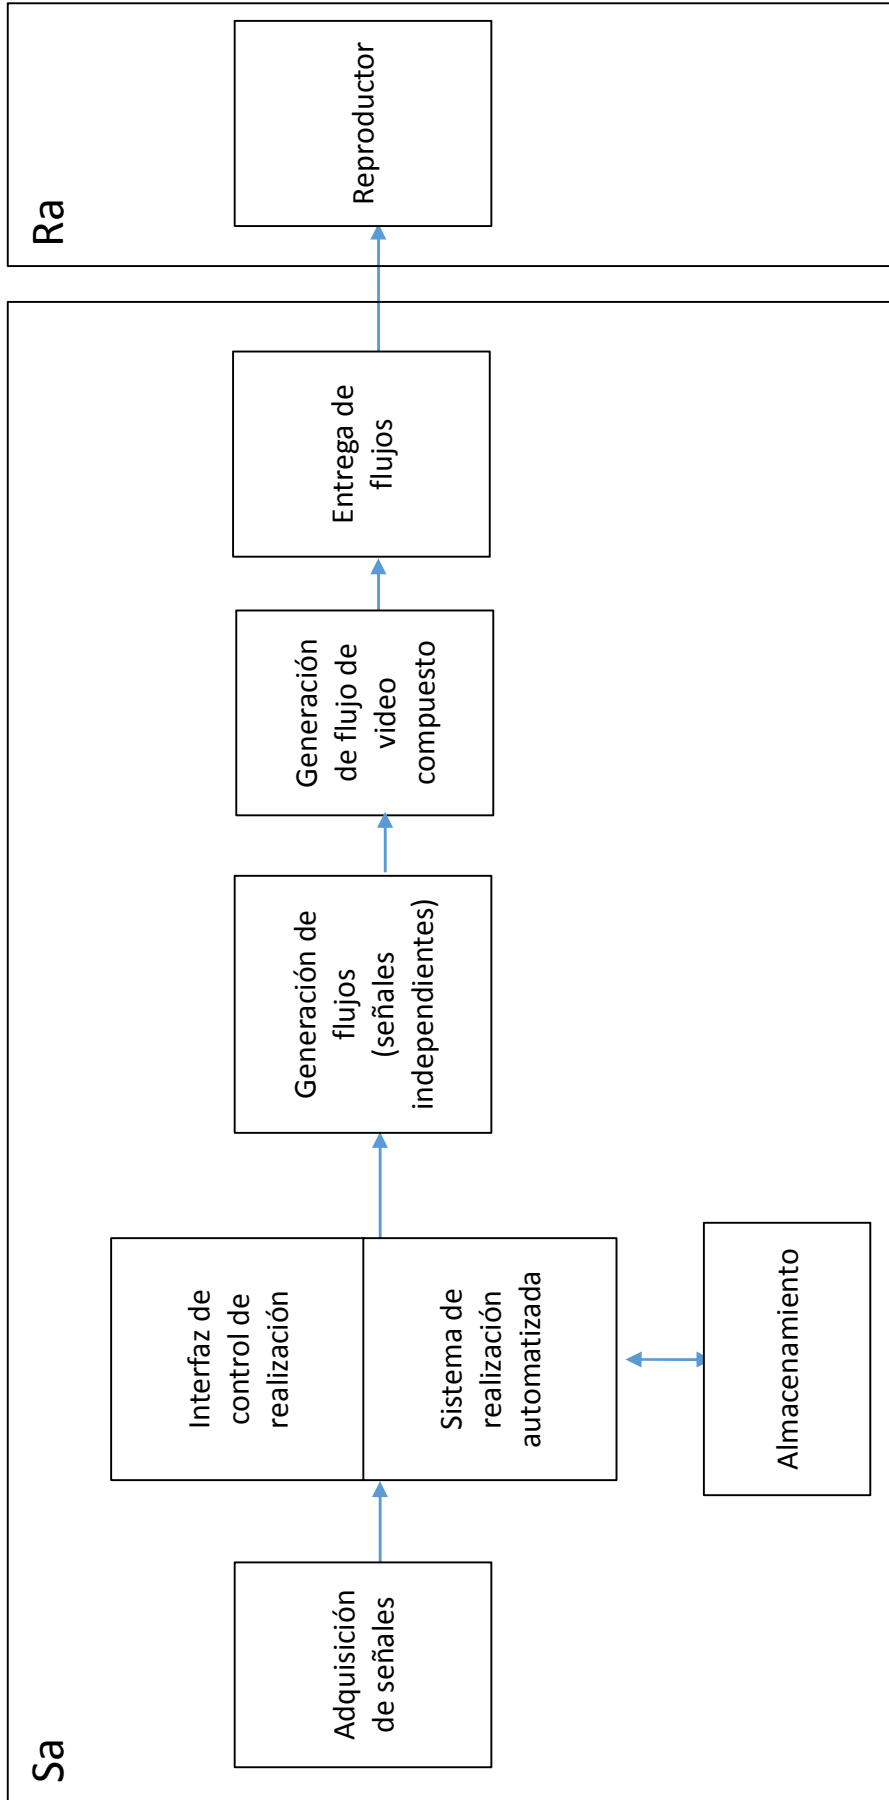 Sa
Adquisición
de señales
Interfaz de
control de
realización
Sistema de
realización
automatizada
Almacenamiento
Generación de
flujos
(señales
independientes)
Generación
de flujo de
video
compuesto
Entrega de
flujos
Ra
Reproductor